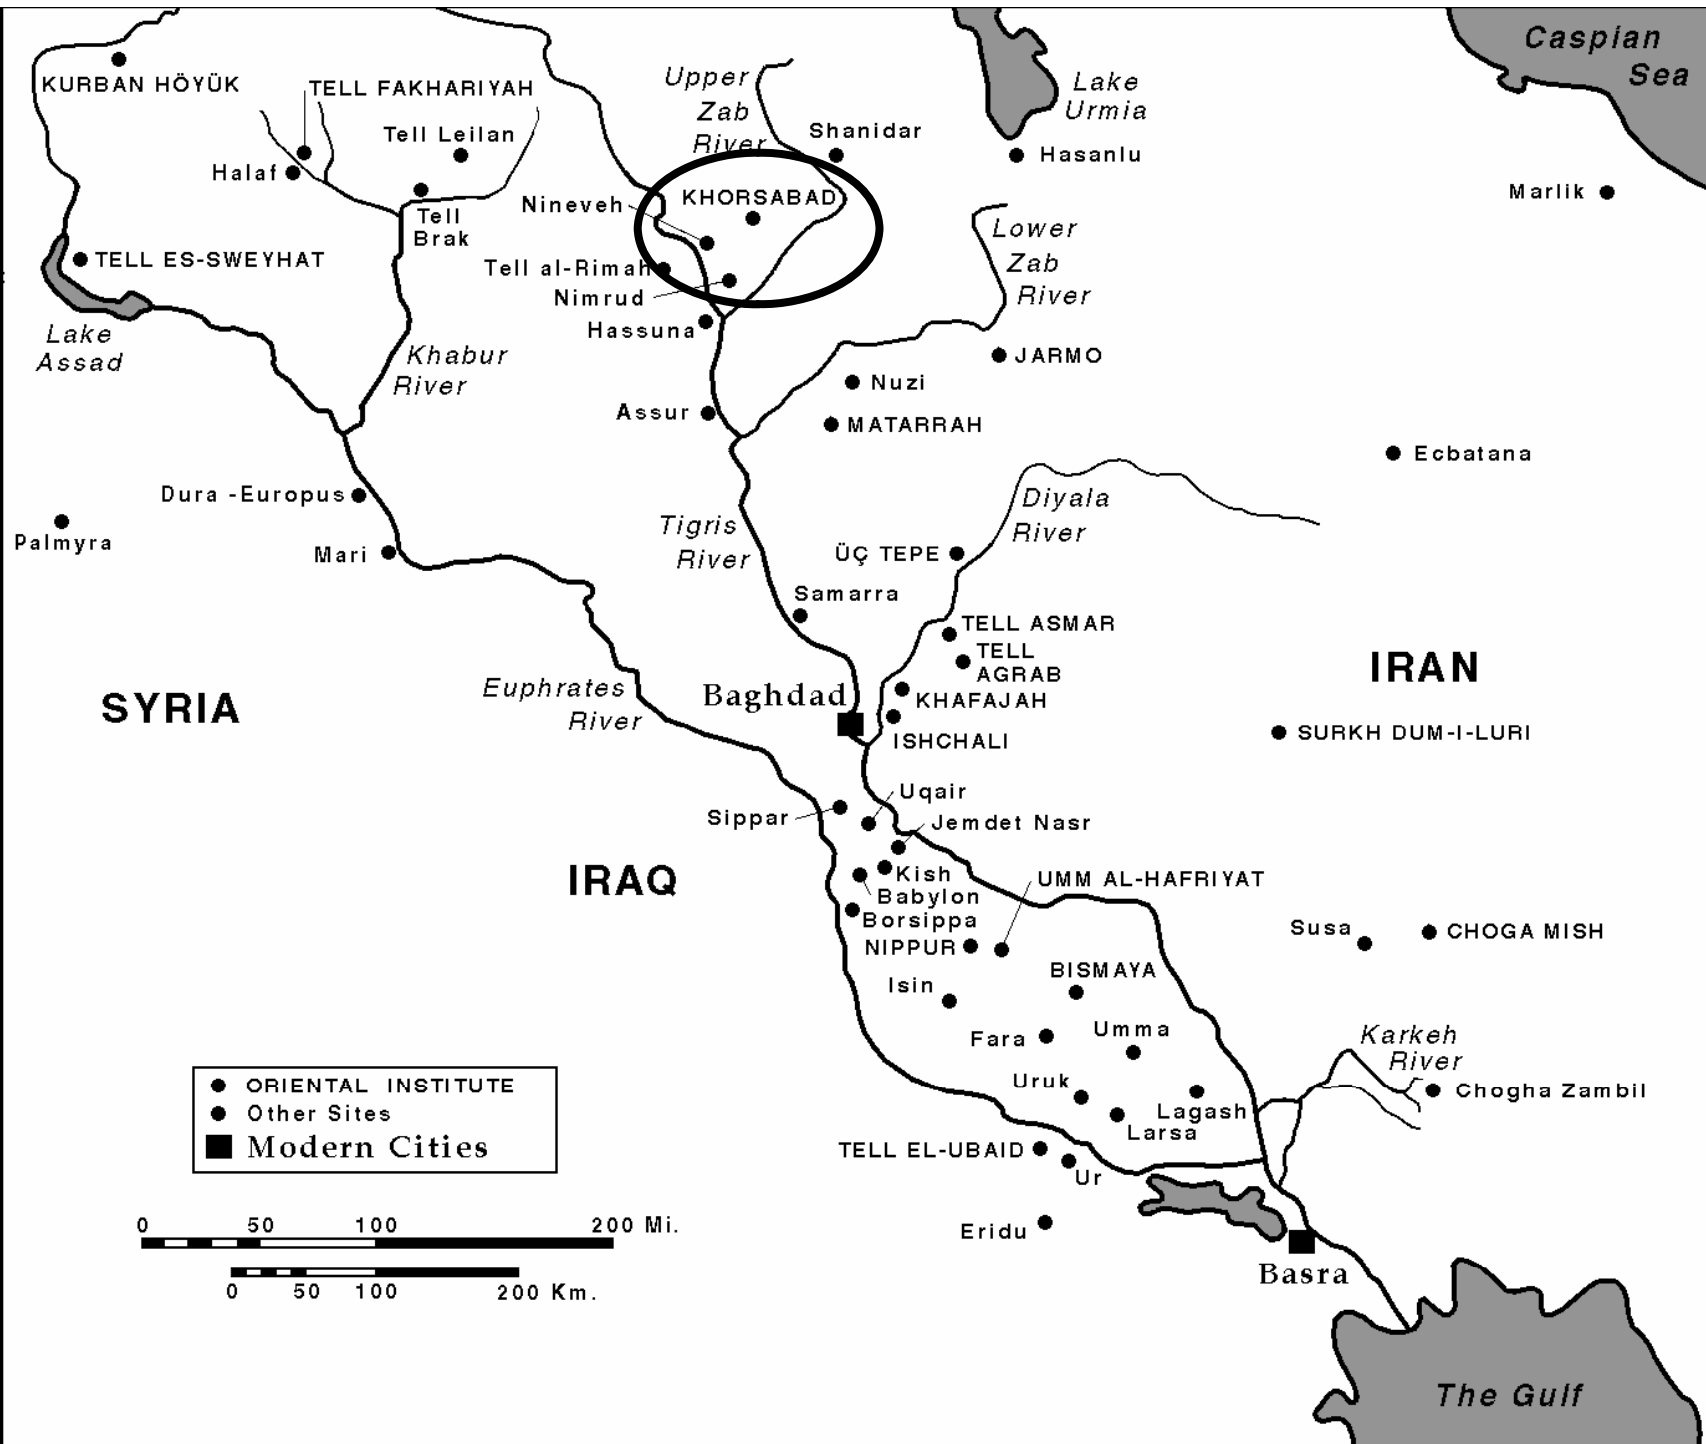 Caspian
Sea
KURBAN HÖYÜK
TELL FAKHARIYAH
Tell Leilan
Halaf
Tell
Brak
Upper
Zab
River
Shanidar
Lake
Urmia
Hasanlu
Marlik
Nineveh
KHORSABAD
Lower
Zab
River
TELL ES-SWEYHAT
Tell al-Rimah
Nimrud
Hassuna
Lake
Assad
Khabur
River
JARMO
Nuzi
Assur
MATARRAH
Ecbatana
Dura -Europus
Diyala
River
Palmyra
Mari
Tigris
River
ÜÇ TEPE
Samarra
TELL ASMAR
TELL
AGRAB
IRAN
SYRIA
Euphrates
River
Baghdad
KHAFAJAH
ISHCHALI
SURKH DUM-I-LURI
Uqair
Sippar
Jemdet Nasr
IRAQ
Kish
UMM AL-HAFRIYAT
Babylon
Borsippa
NIPPUR
Susa
CHOGA MISH
BISMAYA
Isin
Fara
Umma
Karkeh
River
Uruk
Chogha Zambil
Lagash
Larsa
TELL EL-UBAID
Ur
Eridu
Basra
The Gulf
ORIENTAL INSTITUTE
Other Sites
Modern Cities
0 50 100 200 Mi.
0 50 100 200 Km.